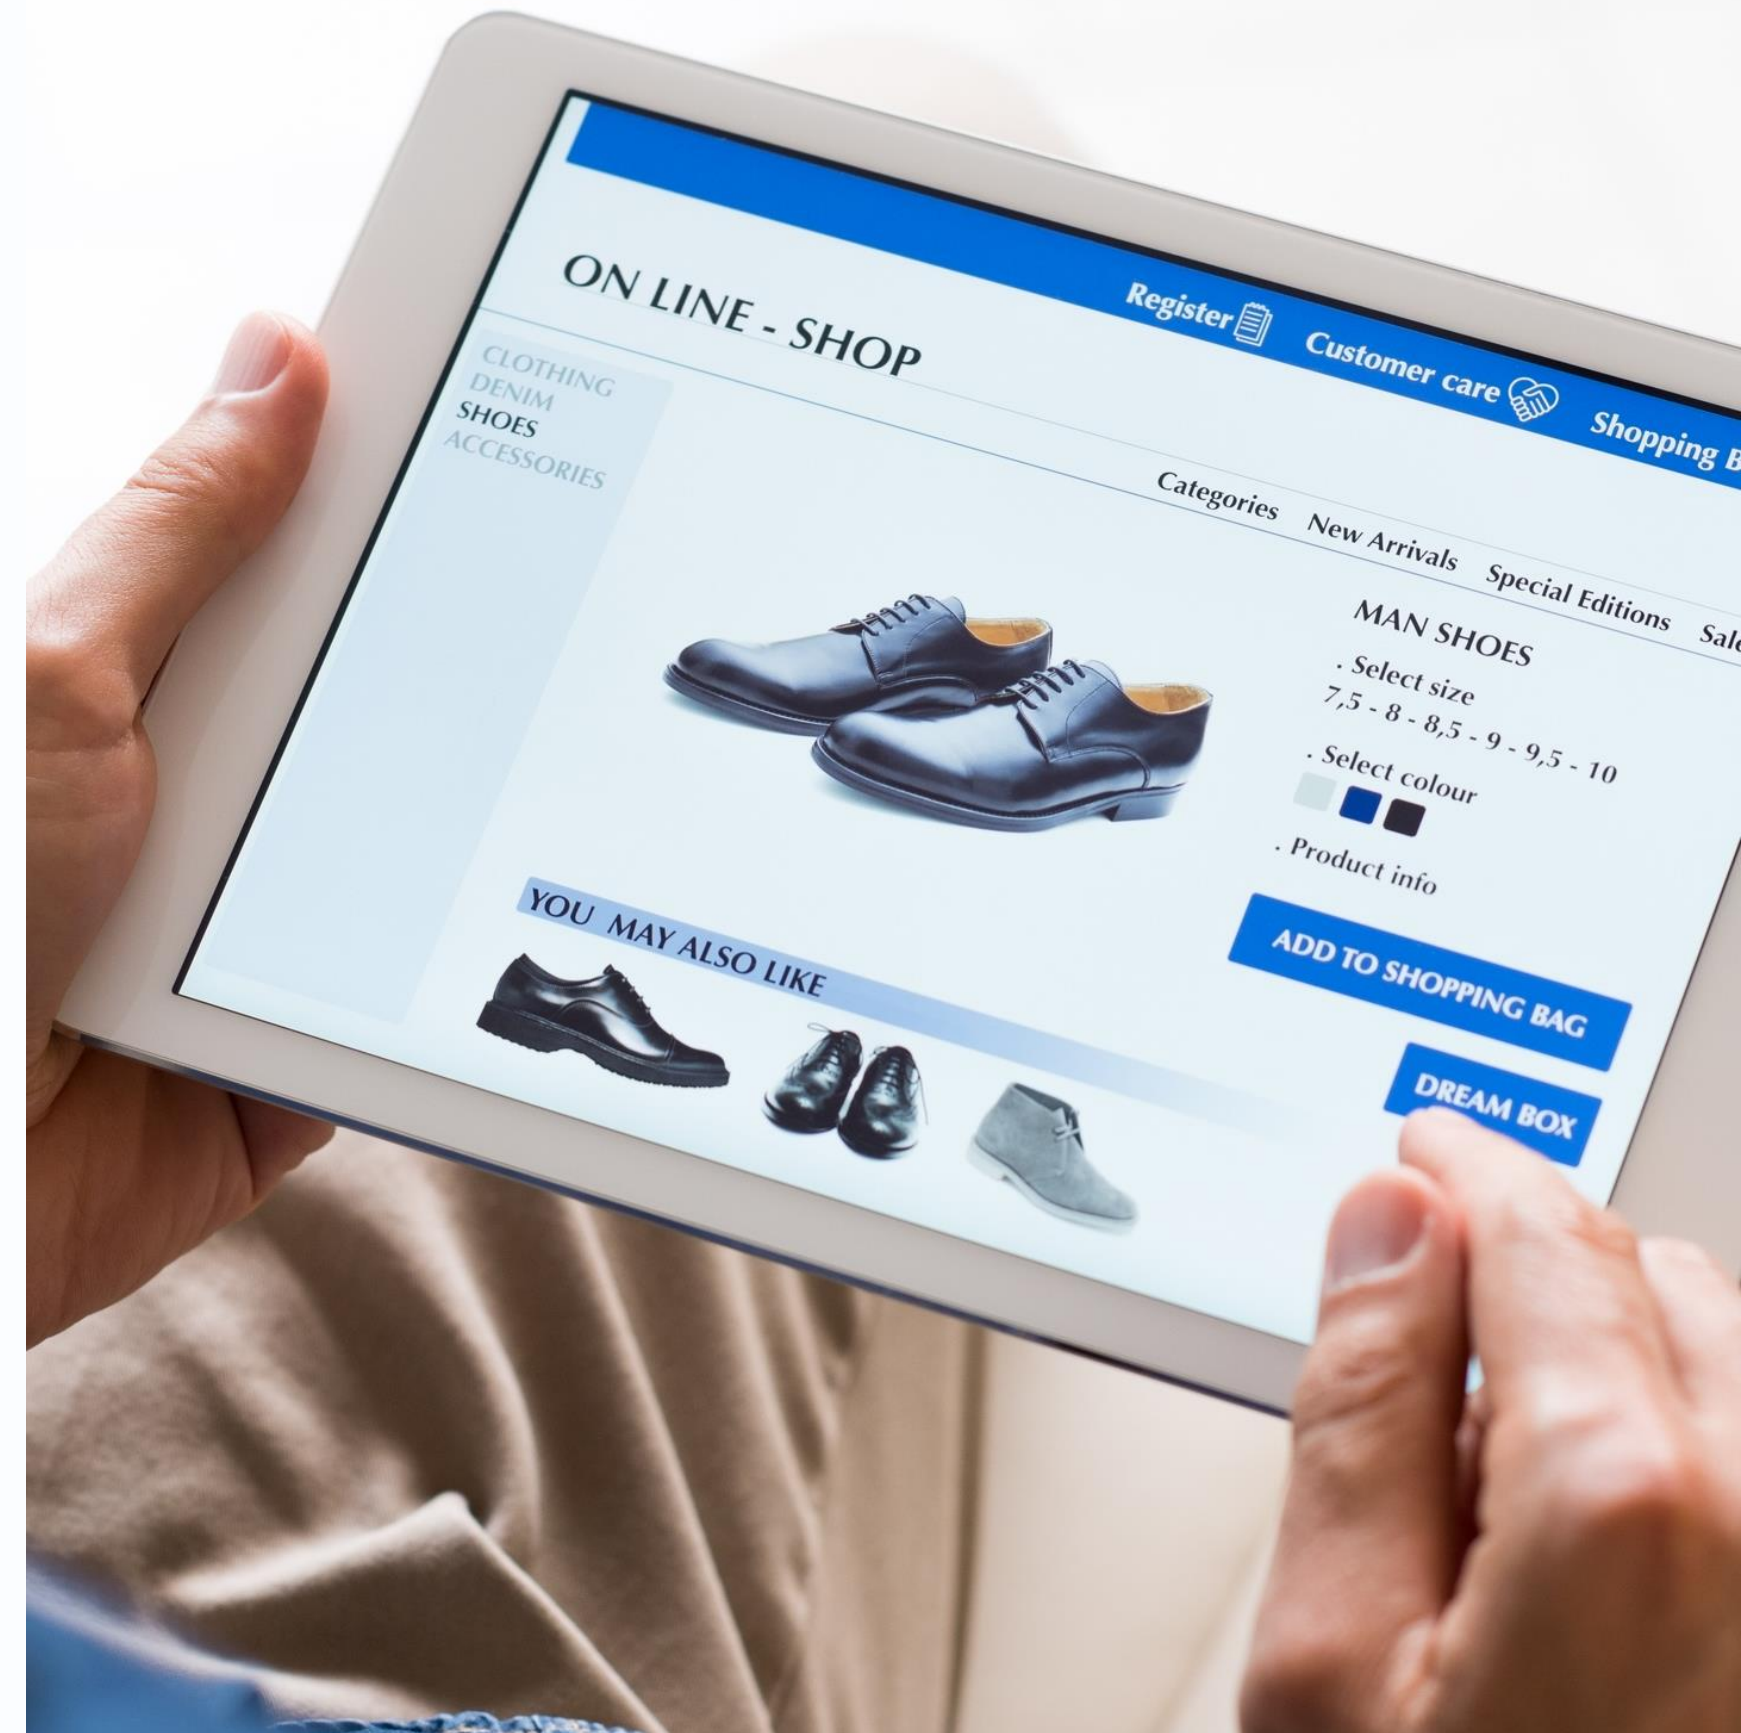 Register
Customer care
Shopping B
ON LINE - SHOP
Categories New Arrivals Special Editions Sale
CLOTHING
DENIM
SHOES
ACCESSORIES
MAN SHOES
. Select size
7,5 - 8 - 8,5 - 9 - 9,5 - 10
. Select colour
. Product info
ADD TO SHOPPING BAG
DREAM BOX
YOU MAY ALSO LIKE